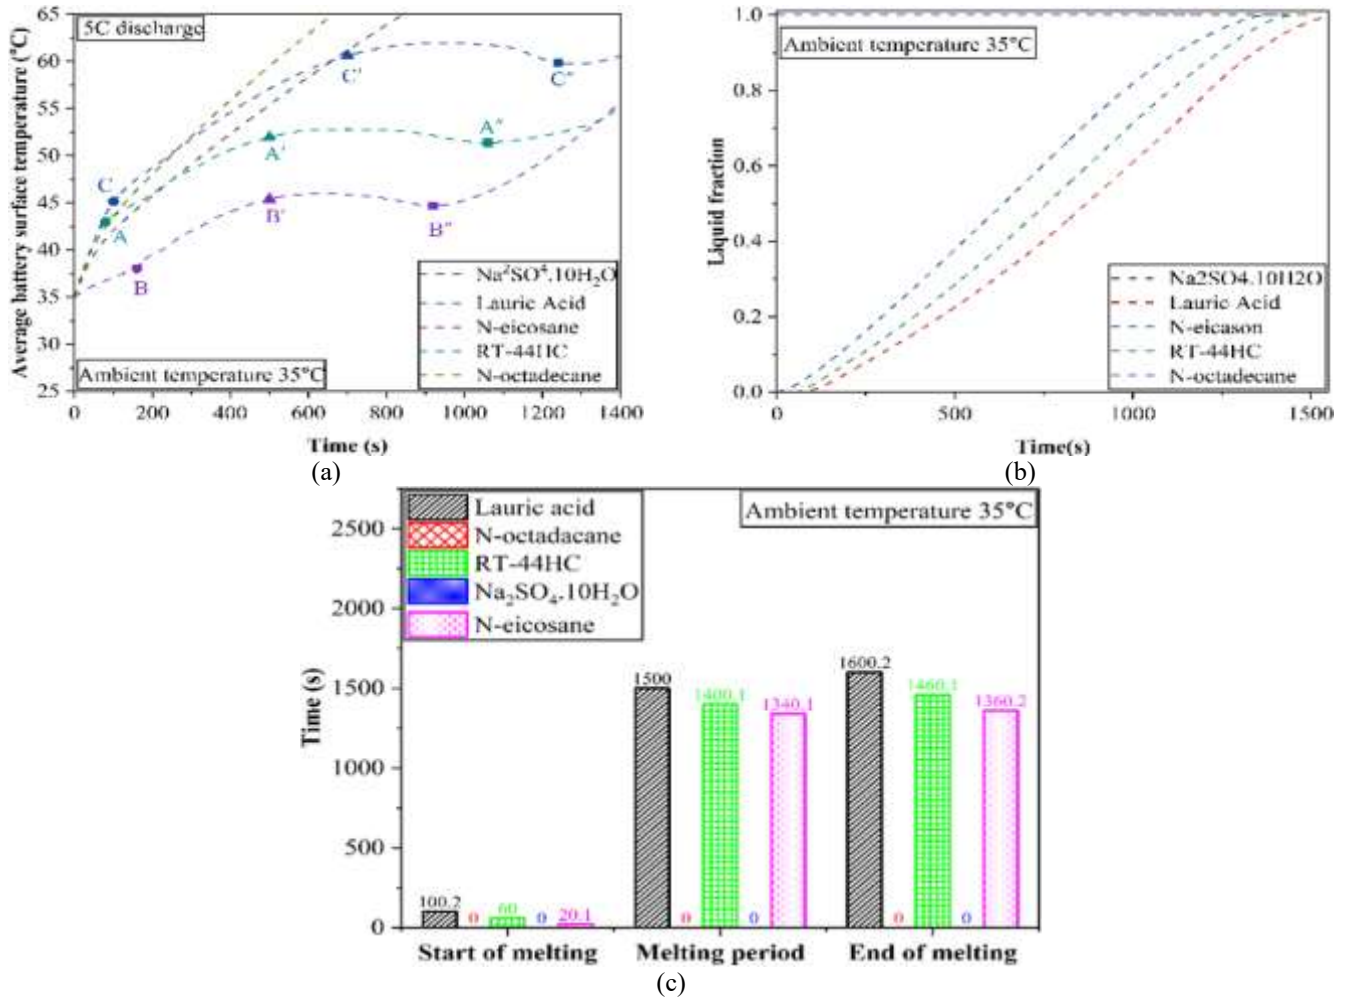 65
60
55
50
45
40
35
30
25
Average battery surface temperature (°C)
5C discharge
C
A
B
A'
B'
C'
A"
B"
C"
Na²SO⁴.10H₂O
Lauric Acid
N-eicosane
RT-44HC
N-octadecane
Ambient temperature 35°C
0 200 400 600 800 1000 1200 1400
Time (s)
(a)
1.0
0.8
0.6
0.4
0.2
0.0
Liquid fraction
Ambient temperature 35°C
Na2SO4.10H2O
Lauric Acid
N-eicason
RT-44HC
N-octadecane
0 500 1000 1500
Time(s)
(b)
2500
2000
1500
1000
500
0
Time (s)
Lauric acid
N-octadacane
RT-44HC
Na₂SO₄.10H₂O
N-eicosane
Ambient temperature 35°C
100.2 0 60 0 20.1
1500 0 1400.1 0 1340.1
1600.2 0 1460.1 0 1360.2
Start of melting Melting period End of melting
(c)